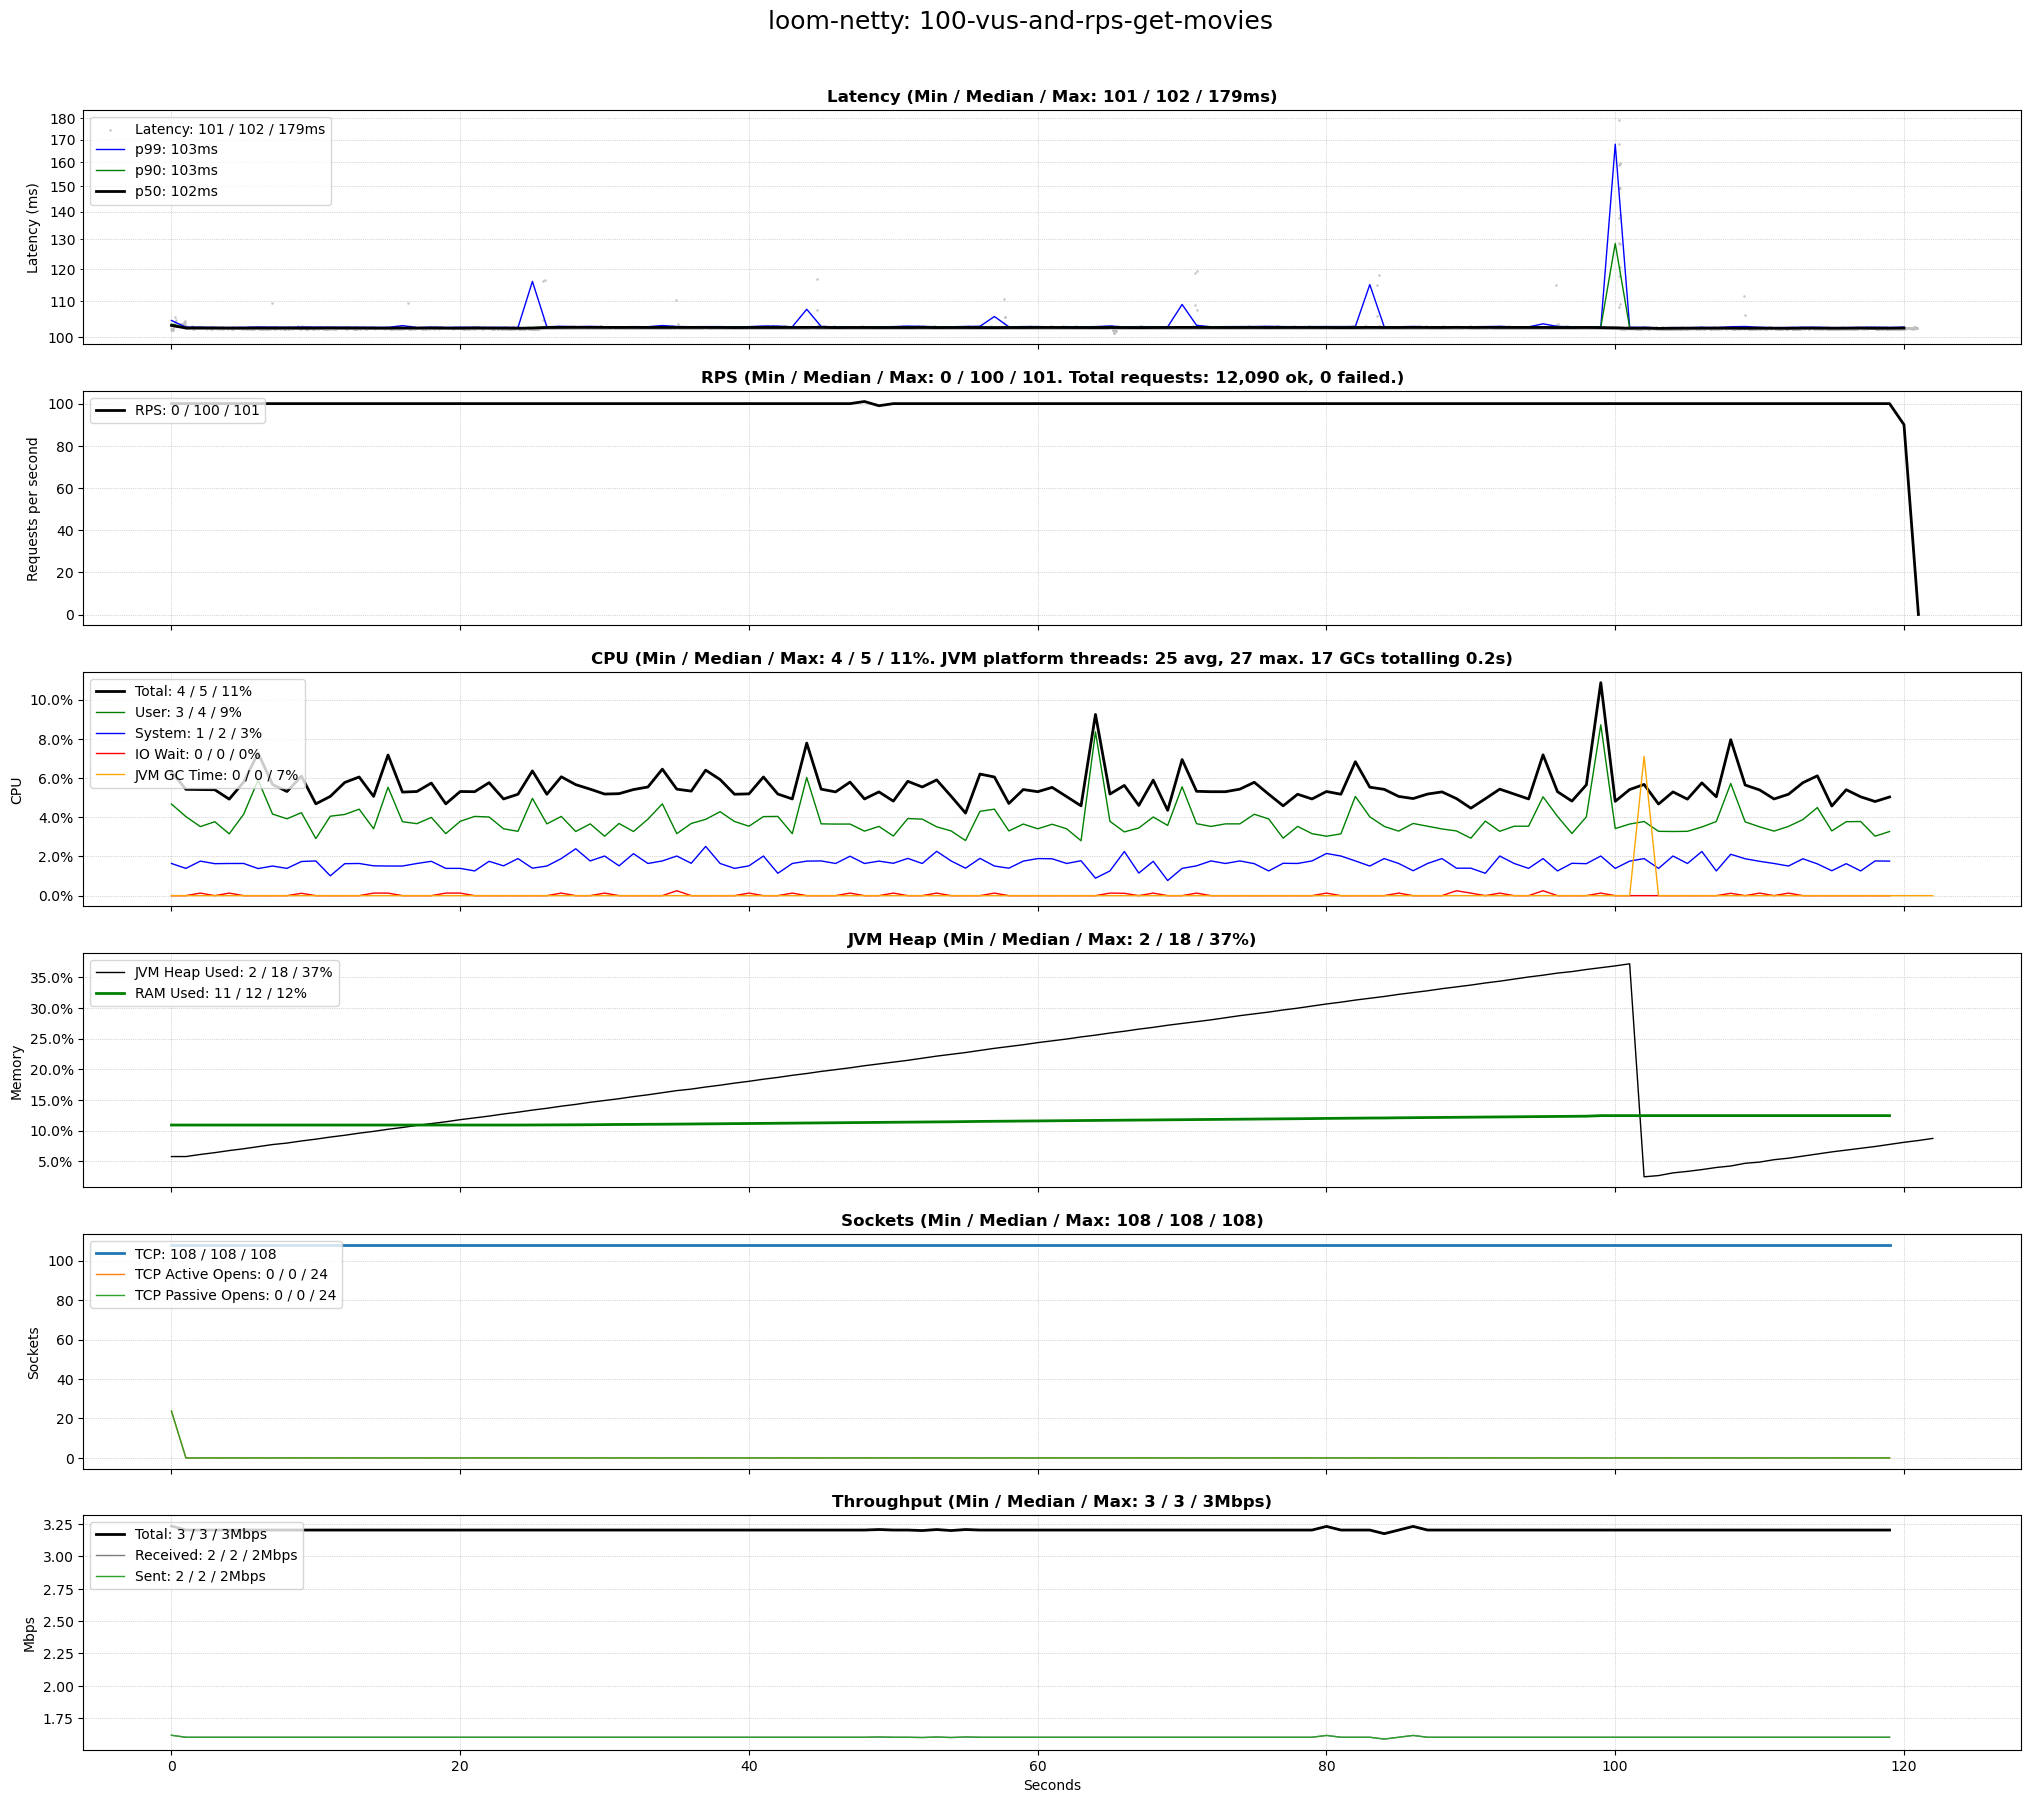 loom-netty: 100-vus-and-rps-get-movies
Latency (Min / Median / Max: 101 / 102 / 179ms)
Latency (ms)
180
170
160
150
140
130
120
110
100
Latency: 101 / 102 / 179ms
p99: 103ms
p90: 103ms
p50: 102ms
RPS (Min / Median / Max: 0 / 100 / 101. Total requests: 12,090 ok, 0 failed.)
Requests per second
100
80
60
40
20
0
RPS: 0 / 100 / 101
CPU (Min / Median / Max: 4 / 5 / 11%. JVM platform threads: 25 avg, 27 max. 17 GCs totalling 0.2s)
CPU
10.0%
8.0%
6.0%
4.0%
2.0%
0.0%
Total: 4 / 5 / 11%
User: 3 / 4 / 9%
System: 1 / 2 / 3%
IO Wait: 0 / 0 / 0%
JVM GC Time: 0 / 0 / 7%
JVM Heap (Min / Median / Max: 2 / 18 / 37%)
Memory
35.0%
30.0%
25.0%
20.0%
15.0%
10.0%
5.0%
JVM Heap Used: 2 / 18 / 37%
RAM Used: 11 / 12 / 12%
Sockets (Min / Median / Max: 108 / 108 / 108)
Sockets
100
80
60
40
20
0
TCP: 108 / 108 / 108
TCP Active Opens: 0 / 0 / 24
TCP Passive Opens: 0 / 0 / 24
Throughput (Min / Median / Max: 3 / 3 / 3Mbps)
Mbps
3.25
3.00
2.75
2.50
2.25
2.00
1.75
Total: 3 / 3 / 3Mbps
Received: 2 / 2 / 2Mbps
Sent: 2 / 2 / 2Mbps
0 20 40 60 80 100 120
Seconds